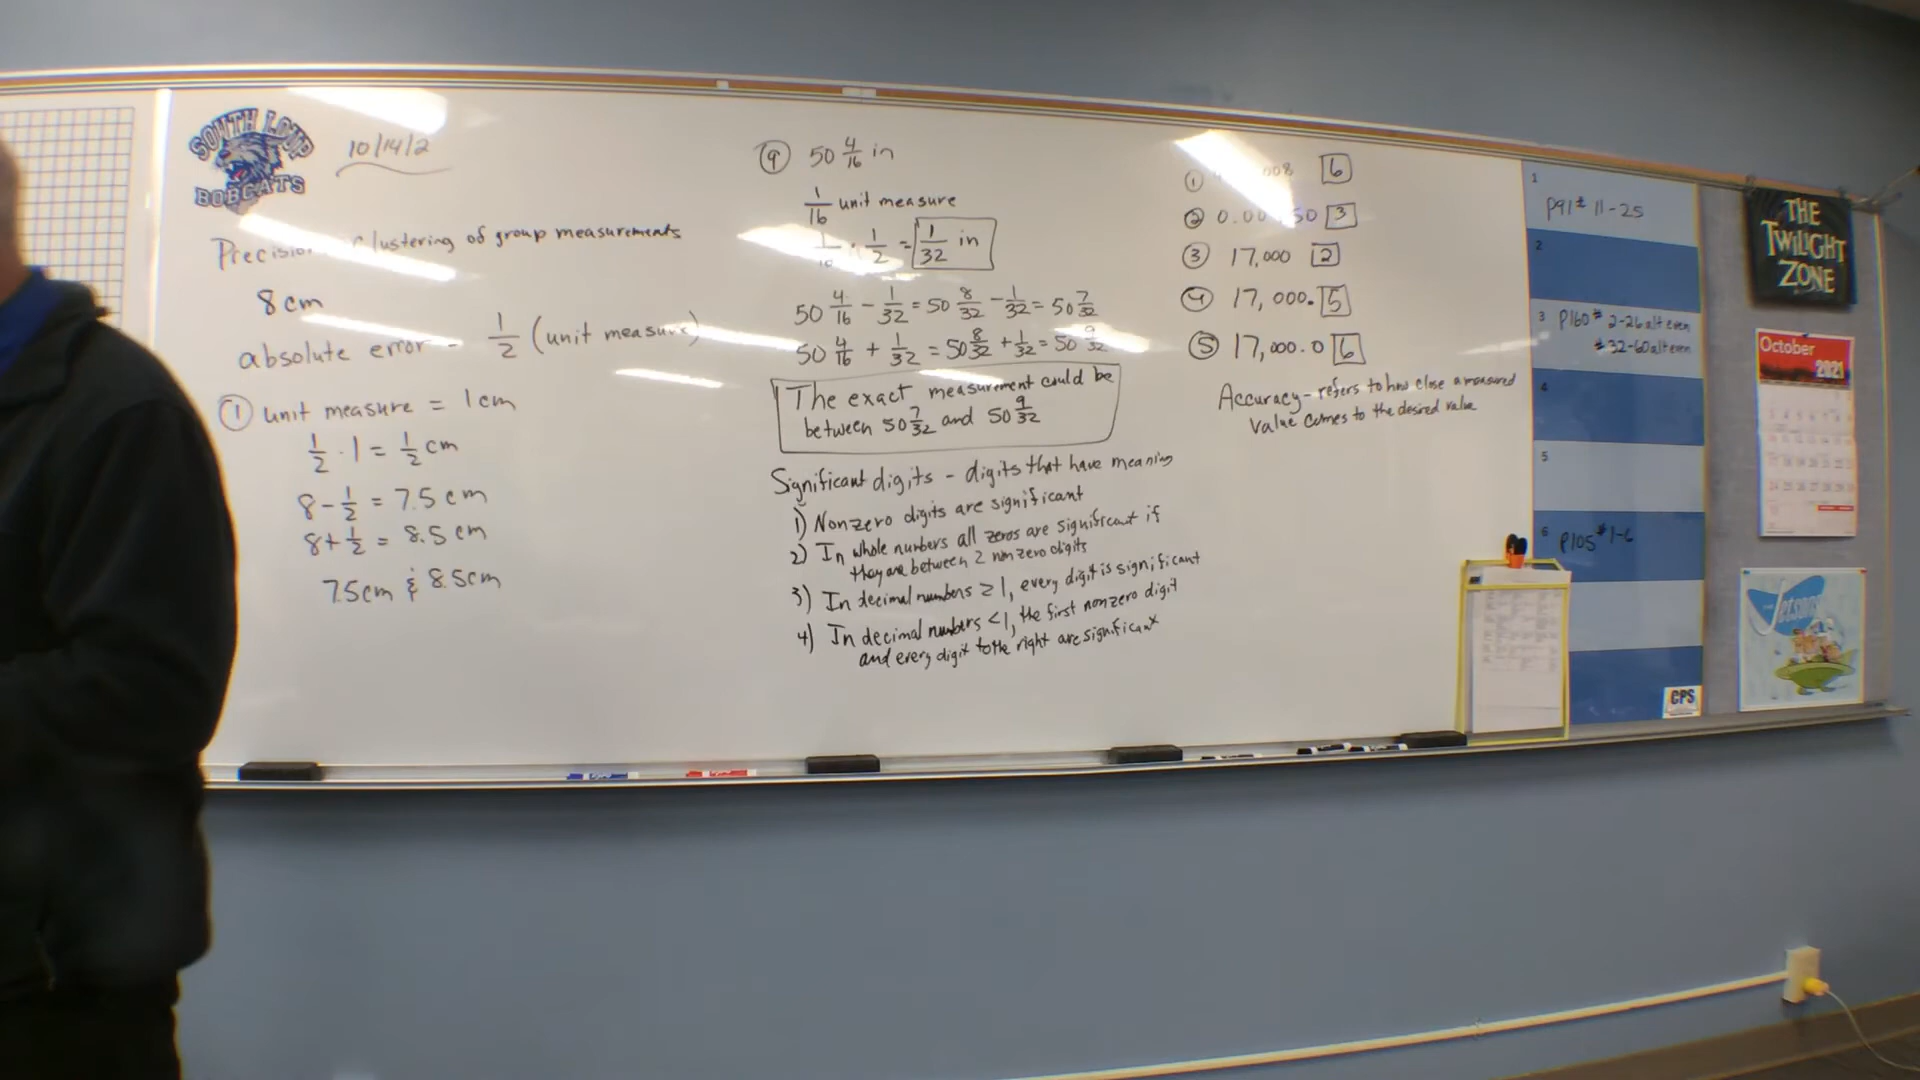 SOUTH LOOP
BOBCATS
10/14/2
Precision Clustering of group measurements
8 cm
absolute error - 1/2 (unit measure)
① unit measure = 1cm
1/2 · 1 = 1/2 cm
8 - 1/2 = 7.5 cm
8 + 1/2 = 8.5 cm
7.5cm & 8.5cm
⑨ 50 4/16 in
1/16 unit measure
· 1/2 = 1/32 in
50 4/16 - 1/32 = 50 8/32 - 1/32 = 50 7/32
50 4/16 + 1/32 = 50 8/32 + 1/32 = 50 9/32
The exact measurement could be
between 50 7/32 and 50 9/32
Significant digits - digits that have meaning
1) Nonzero digits are significant
2) In whole numbers all zeros are significant if
they are between 2 nonzero digits
3) In decimal numbers ≥ 1, every digit is significant
4) In decimal numbers < 1, the first nonzero digit
and every digit to the right are significant
① 008 6
② 0.00 50 3
③ 17,000 2
④ 17,000. 5
⑤ 17,000.0 6
Accuracy - refers to how close a measured
value comes to the desired value
1
p91# 11-25
2
3 p160# 2-26 alt even
# 32-60 alt even
4
5
6 p105 #1-6
CPS
THE
TWILIGHT
ZONE
October
2021
Jetsons